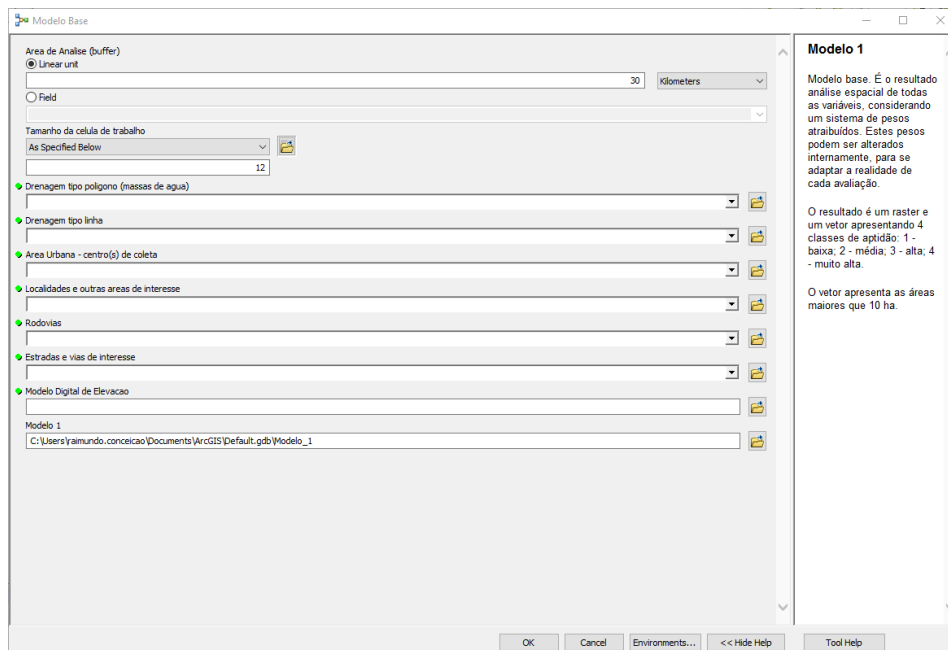 Modelo Base
Area de Analise (buffer)
Linear unit
30 Kilometers
Field
Tamanho da celula de trabalho
As Specified Below
12
Drenagem tipo poligono (massas de agua)
Drenagem tipo linha
Area Urbana - centro(s) de coleta
Localidades e outras areas de interesse
Rodovias
Estradas e vias de interesse
Modelo Digital de Elevacao
Modelo 1
C:\Users\raimundo.conceicao\Documents\ArcGIS\Default.gdb\Modelo_1
Modelo 1
Modelo base. É o resultado
análise espacial de todas
as variáveis, considerando
um sistema de pesos
atraibuídos. Estes pesos
podem ser alterados
internamente, para se
adaptar a realidade de
cada avaliação.
O resultado é um raster e
um vetor apresentando 4
classes de aptidão: 1 -
baixa; 2 - média; 3 - alta; 4
- muito alta.
O vetor apresenta as áreas
maiores que 10 ha.
OK Cancel Environments... << Hide Help Tool Help